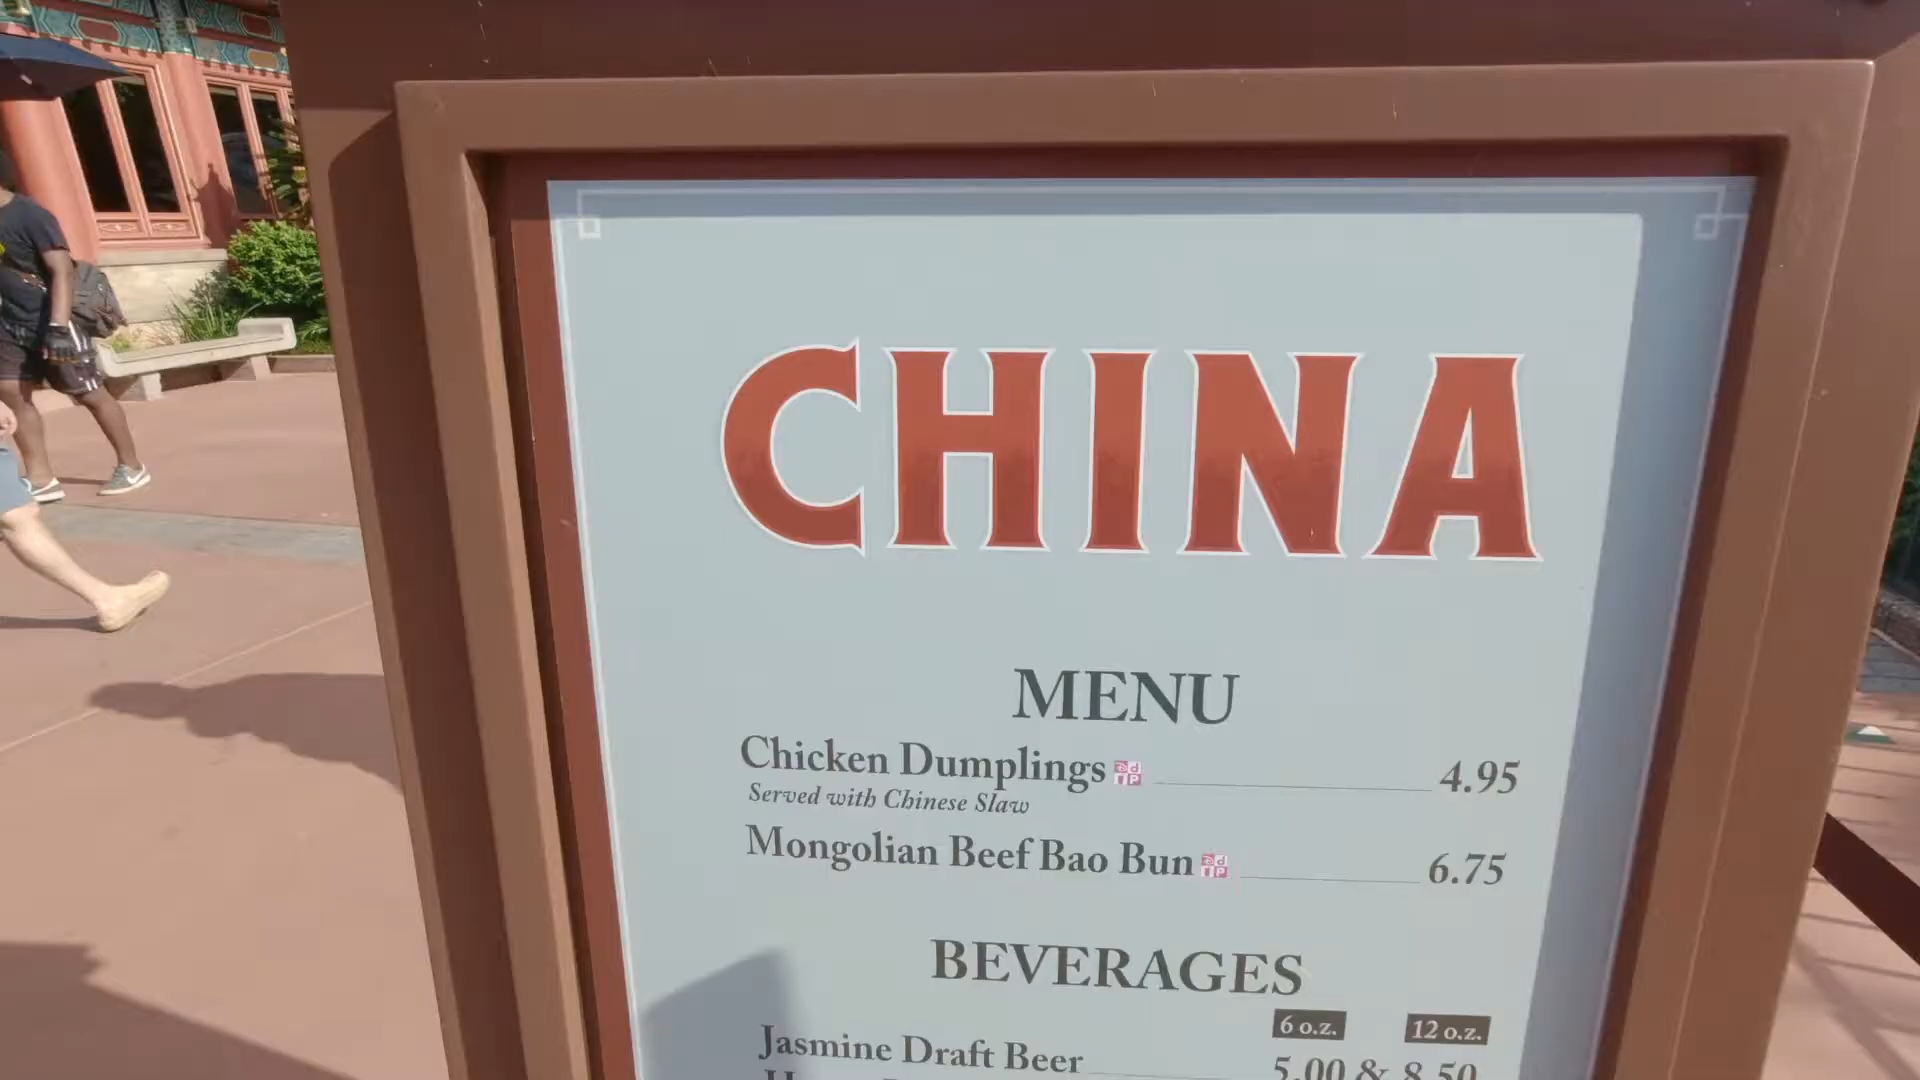 CHINA
MENU
Chicken Dumplings 4.95
Served with Chinese Slaw
Mongolian Beef Bao Bun 6.75
BEVERAGES
6 o.z. 12 o.z.
Jasmine Draft Beer 5.00 & 8.50